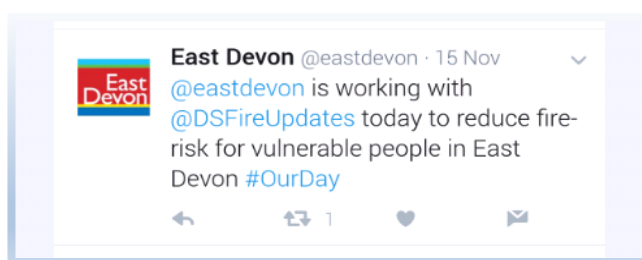 East Devon @eastdevon · 15 Nov
East
Devon
@eastdevon is working with
@DSFireUpdates today to reduce fire-
risk for vulnerable people in East
Devon #OurDay
1